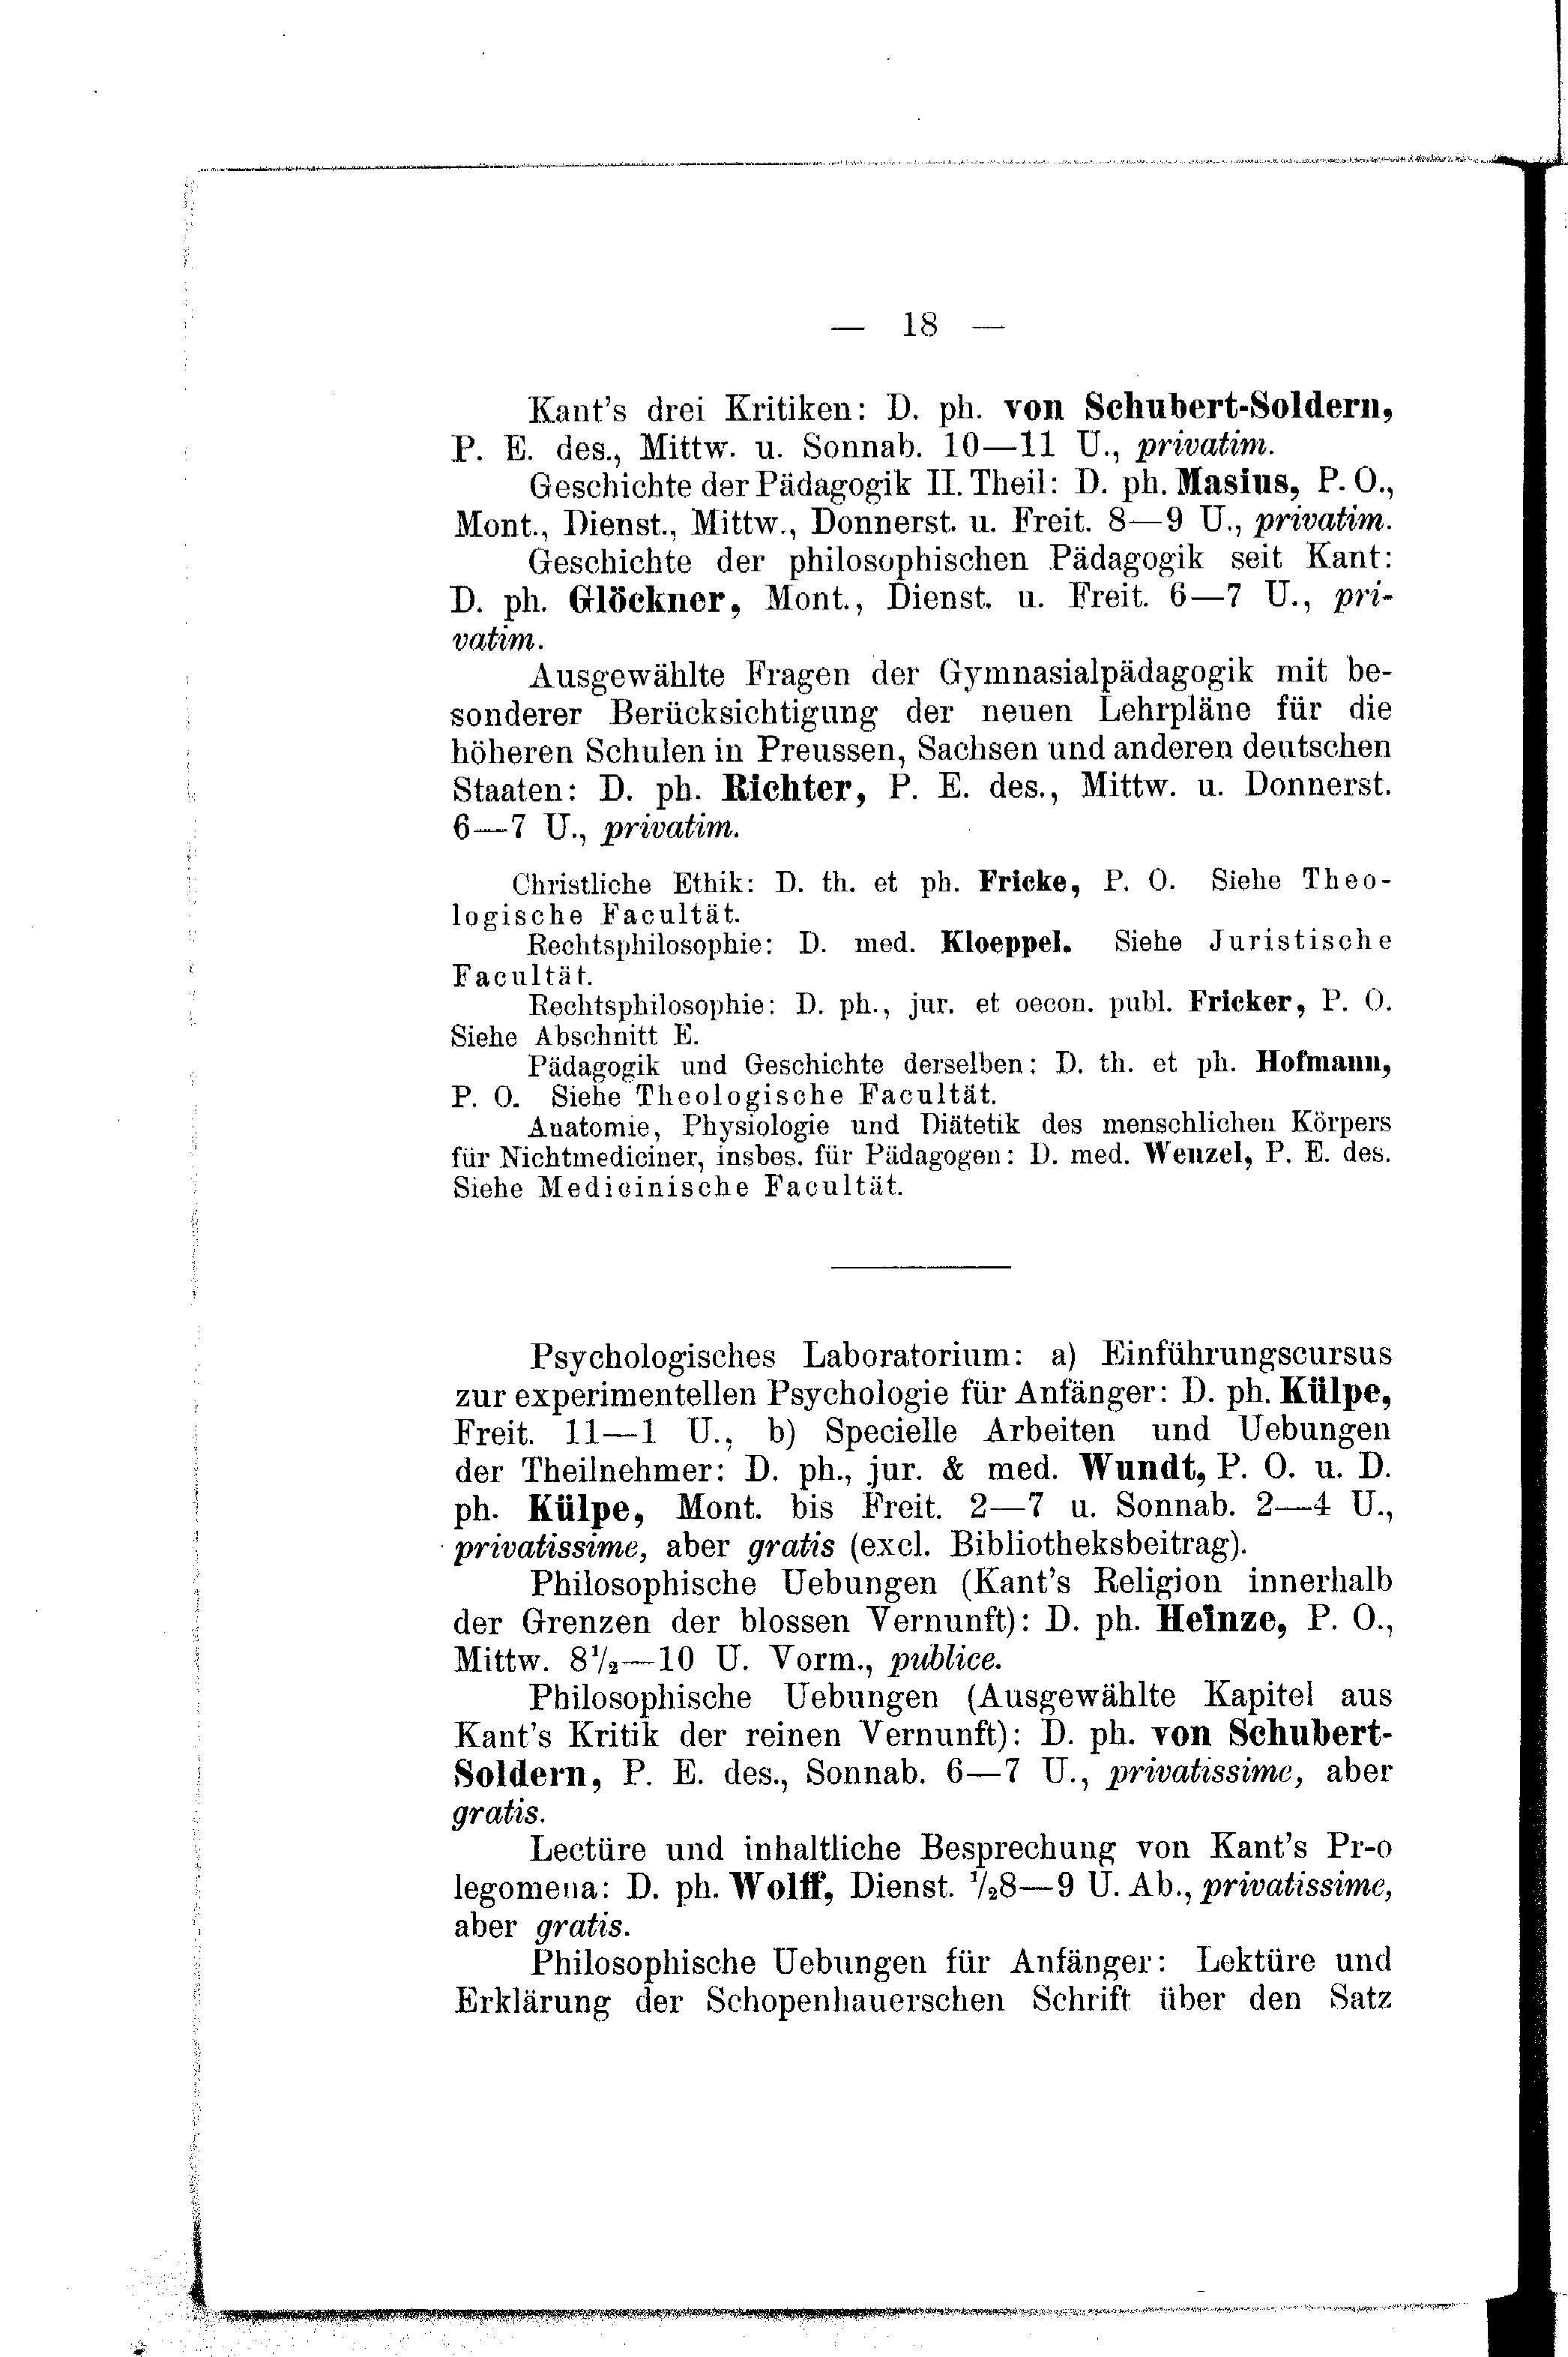 — 18 —
Kant's drei Kritiken: D. ph. von Schubert-Soldern,
P. E. des., Mittw. u. Sonnab. 10—11 U., privatim.
Geschichte der Pädagogik II. Theil: D. ph. Masius, P. O.,
Mont., Dienst., Mittw., Donnerst. u. Freit. 8—9 U., privatim.
Geschichte der philosophischen Pädagogik seit Kant:
D. ph. Glöckner, Mont., Dienst. u. Freit. 6—7 U., pri-
vatim.
Ausgewählte Fragen der Gymnasialpädagogik mit be-
sonderer Berücksichtigung der neuen Lehrpläne für die
höheren Schulen in Preussen, Sachsen und anderen deutschen
Staaten: D. ph. Richter, P. E. des., Mittw. u. Donnerst.
6—7 U., privatim.
Christliche Ethik: D. th. et ph. Fricke, P. O. Siehe Theo-
logische Facultät.
Rechtsphilosophie: D. med. Kloeppel. Siehe Juristische
Facultät.
Rechtsphilosophie: D. ph., jur. et oecon. publ. Fricker, P. O.
Siehe Abschnitt E.
Pädagogik und Geschichte derselben: D. th. et ph. Hofmann,
P. O. Siehe Theologische Facultät.
Anatomie, Physiologie und Diätetik des menschlichen Körpers
für Nichtmediciner, insbes. für Pädagogen: D. med. Wenzel, P. E. des.
Siehe Medicinische Facultät.
Psychologisches Laboratorium: a) Einführungscursus
zur experimentellen Psychologie für Anfänger: D. ph. Külpe,
Freit. 11—1 U., b) Specielle Arbeiten und Uebungen
der Theilnehmer: D. ph., jur. & med. Wundt, P. O. u. D.
ph. Külpe, Mont. bis Freit. 2—7 u. Sonnab. 2—4 U.,
privatissime, aber gratis (excl. Bibliotheksbeitrag).
Philosophische Uebungen (Kant's Religion innerhalb
der Grenzen der blossen Vernunft): D. ph. Heinze, P. O.,
Mittw. 8½—10 U. Vorm., publice.
Philosophische Uebungen (Ausgewählte Kapitel aus
Kant's Kritik der reinen Vernunft): D. ph. von Schubert-
Soldern, P. E. des., Sonnab. 6—7 U., privatissime, aber
gratis.
Lectüre und inhaltliche Besprechung von Kant's Pr-o
legomena: D. ph. Wolff, Dienst. ½8—9 U. Ab., privatissime,
aber gratis.
Philosophische Uebungen für Anfänger: Lektüre und
Erklärung der Schopenhauerschen Schrift über den Satz